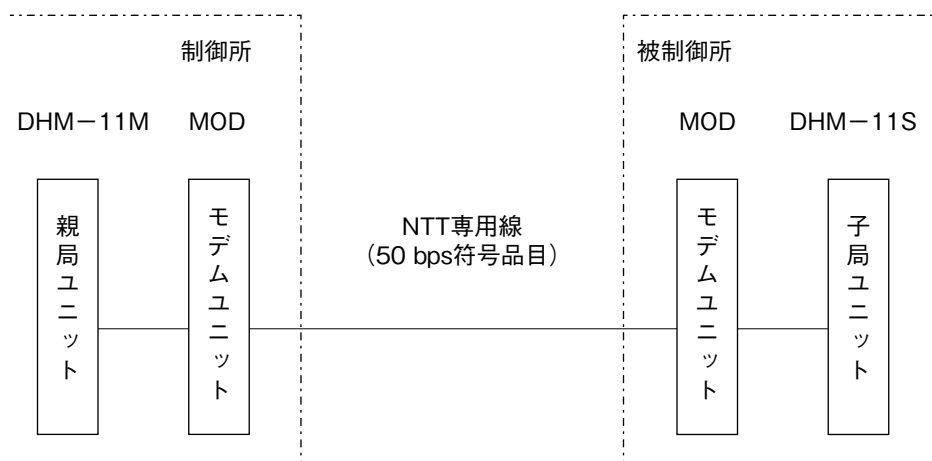 制御所
被制御所
DHM－11M
MOD
MOD
DHM－11S
親局ユニット
モデムユニット
NTT専用線
（50 bps符号品目）
モデムユニット
子局ユニット